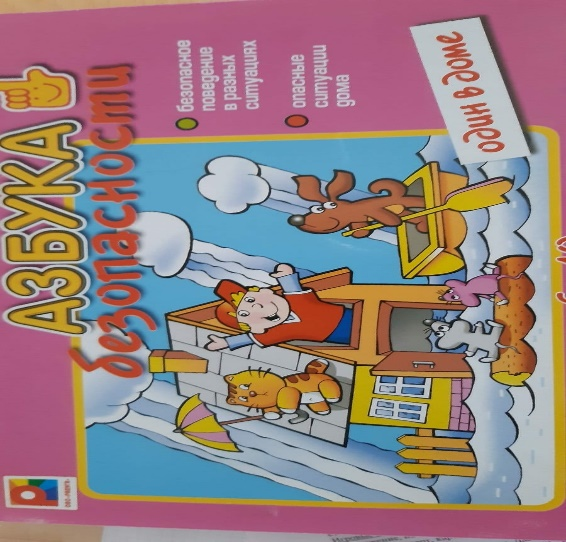 АЗБУКА
безопасности
безопасное
поведение
в разных
ситуациях
опасные
ситуации
дома
один в доме